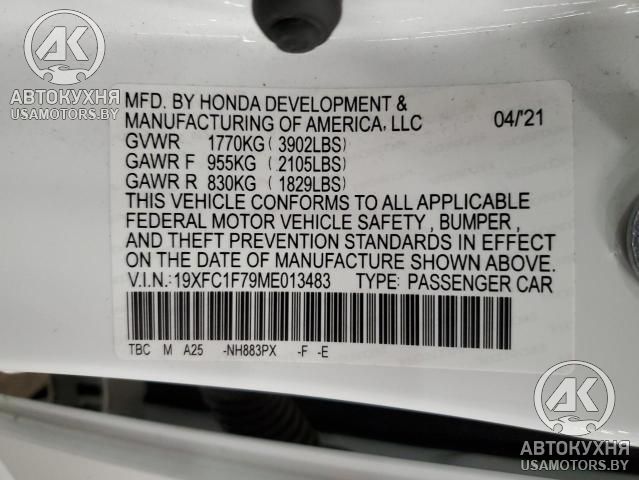 АК
АВТОКУХНЯ
USAMOTORS.BY
MFD. BY HONDA DEVELOPMENT &
MANUFACTURING OF AMERICA, LLC 04/'21
GVWR 1770KG (3902LBS)
GAWR F 955KG (2105LBS)
GAWR R 830KG (1829LBS)
THIS VEHICLE CONFORMS TO ALL APPLICABLE
FEDERAL MOTOR VEHICLE SAFETY , BUMPER ,
AND THEFT PREVENTION STANDARDS IN EFFECT
ON THE DATE OF MANUFACTURE SHOWN ABOVE.
V.I.N.: 19XFC1F79ME013483 TYPE: PASSENGER CAR
TBC M A25 -NH883PX -F -E
АК
АВТОКУХНЯ
USAMOTORS.BY